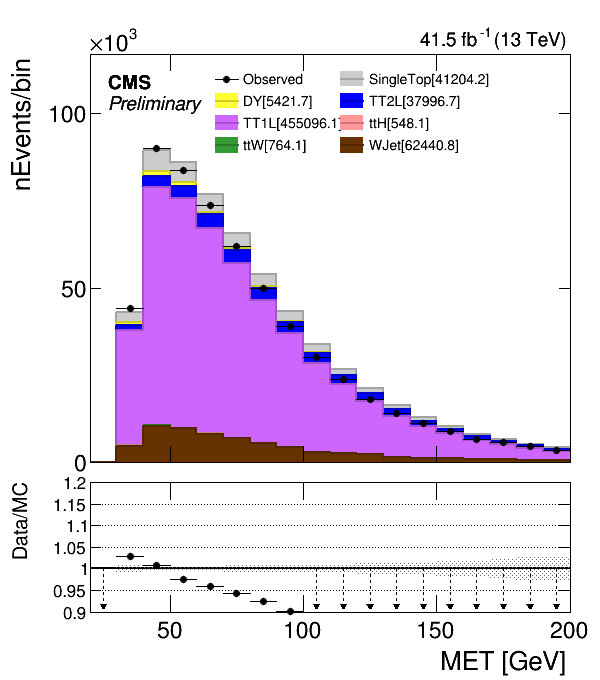 ×10³
41.5 fb⁻¹ (13 TeV)
nEvents/bin
CMS
Preliminary
Observed
SingleTop[41204.2]
DY[5421.7]
TT2L[37996.7]
TT1L[455096.1]
ttH[548.1]
ttW[764.1]
WJet[62440.8]
100
50
0
Data/MC
1.2
1.15
1.1
1.05
1
0.95
0.9
50
100
150
200
MET [GeV]